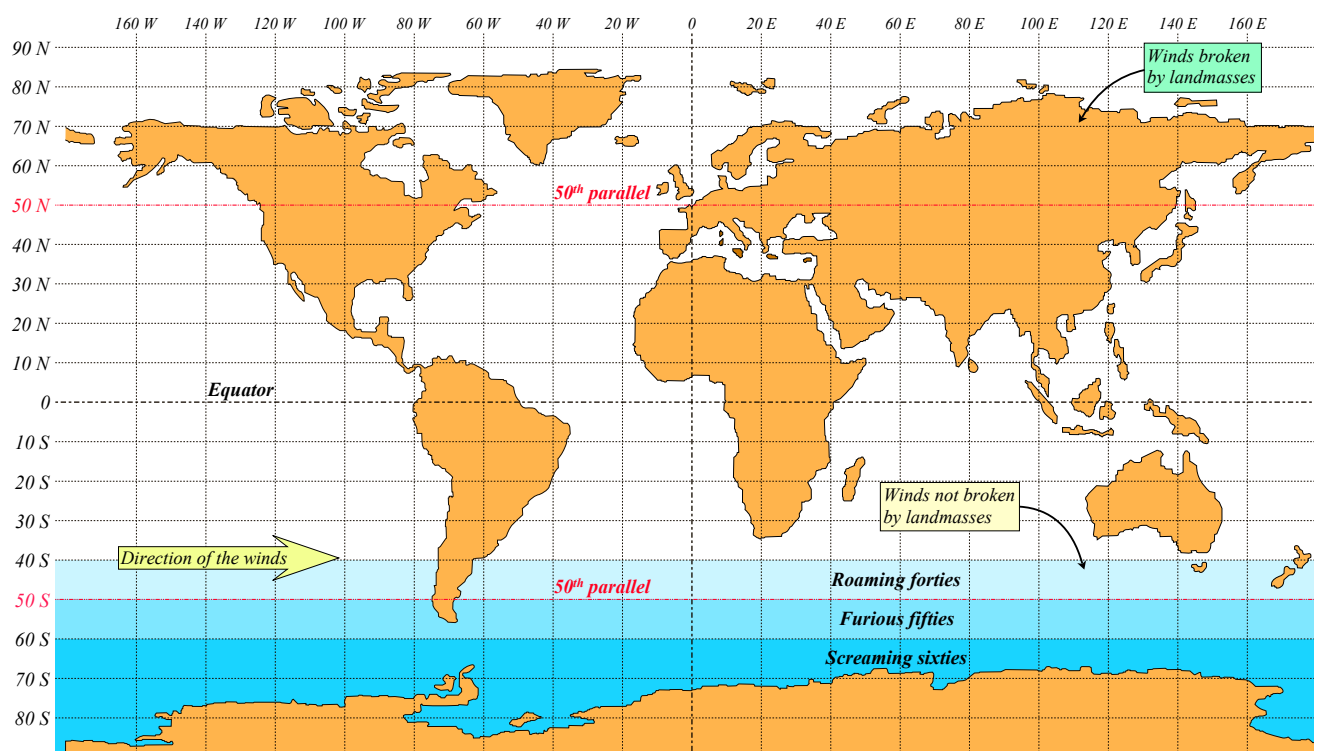 160 W 140 W 120 W 100 W 80 W 60 W 40 W 20 W 0 20 E 40 E 60 E 80 E 100 E 120 E 140 E 160 E
90 N
Winds broken
by landmasses
80 N
70 N
60 N
50th parallel
50 N
40 N
30 N
20 N
10 N
Equator
0
10 S
20 S
Winds not broken
by landmasses
30 S
40 S
Direction of the winds
50th parallel
Roaming forties
50 S
Furious fifties
60 S
Screaming sixties
70 S
80 S